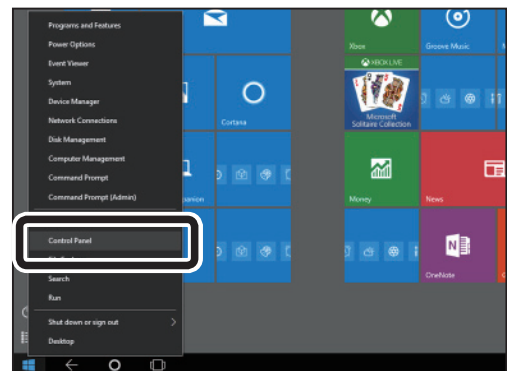 Programs and Features
Power Options
Event Viewer
System
Device Manager
Network Connections
Disk Management
Computer Management
Command Prompt
Command Prompt (Admin)
Control Panel
Search
Run
Shut down or sign out
Desktop
Cortana
Xbox
Groove Music
XBOX LIVE
Microsoft
Solitaire Collection
Money
News
OneNote